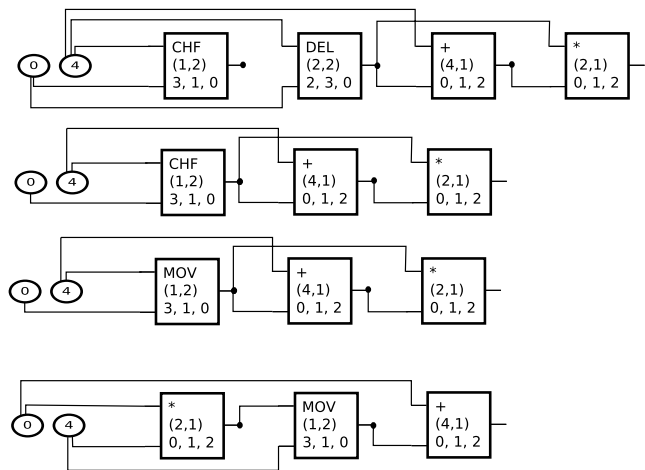 0 4 CHF DEL + *
(1,2) (2,2) (4,1) (2,1)
3, 1, 0 2, 3, 0 0, 1, 2 0, 1, 2
0 4 CHF + *
(1,2) (4,1) (2,1)
3, 1, 0 0, 1, 2 0, 1, 2
0 4 MOV + *
(1,2) (4,1) (2,1)
3, 1, 0 0, 1, 2 0, 1, 2
0 4 * MOV +
(2,1) (1,2) (4,1)
0, 1, 2 3, 1, 0 0, 1, 2